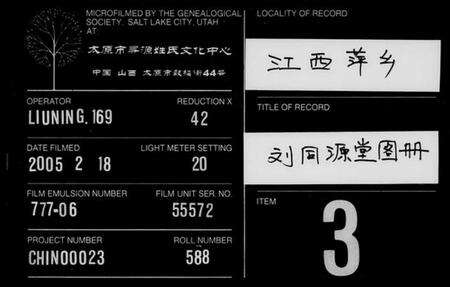 MICROFILMED BY THE GENEALOGICAL
SOCIETY, SALT LAKE CITY, UTAH
AT
太原市寻源姓氏文化中心
中国 山西 太原市鼓楼街44号
OPERATOR
LIUNING. 169
REDUCTION X
42
DATE FILMED
2005 2 18
LIGHT METER SETTING
20
FILM EMULSION NUMBER
777-06
FILM UNIT SER. NO.
55572
PROJECT NUMBER
CHIN00023
ROLL NUMBER
588
LOCALITY OF RECORD
江西萍乡
TITLE OF RECORD
刘同源堂图册
ITEM
3